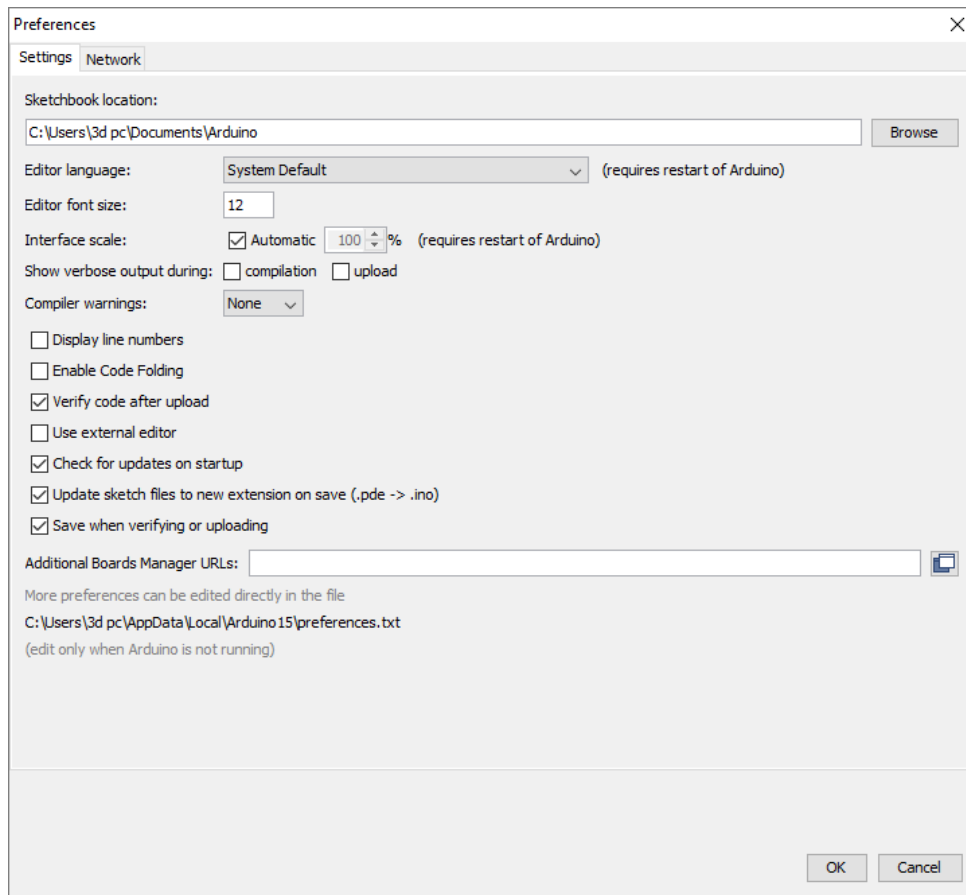 Preferences
Settings Network
Sketchbook location:
C:\Users\3d pc\Documents\Arduino Browse
Editor language: System Default (requires restart of Arduino)
Editor font size: 12
Interface scale: Automatic 100 % (requires restart of Arduino)
Show verbose output during: compilation upload
Compiler warnings: None
Display line numbers
Enable Code Folding
Verify code after upload
Use external editor
Check for updates on startup
Update sketch files to new extension on save (.pde -> .ino)
Save when verifying or uploading
Additional Boards Manager URLs:
More preferences can be edited directly in the file
C:\Users\3d pc\AppData\Local\Arduino15\preferences.txt
(edit only when Arduino is not running)
OK Cancel